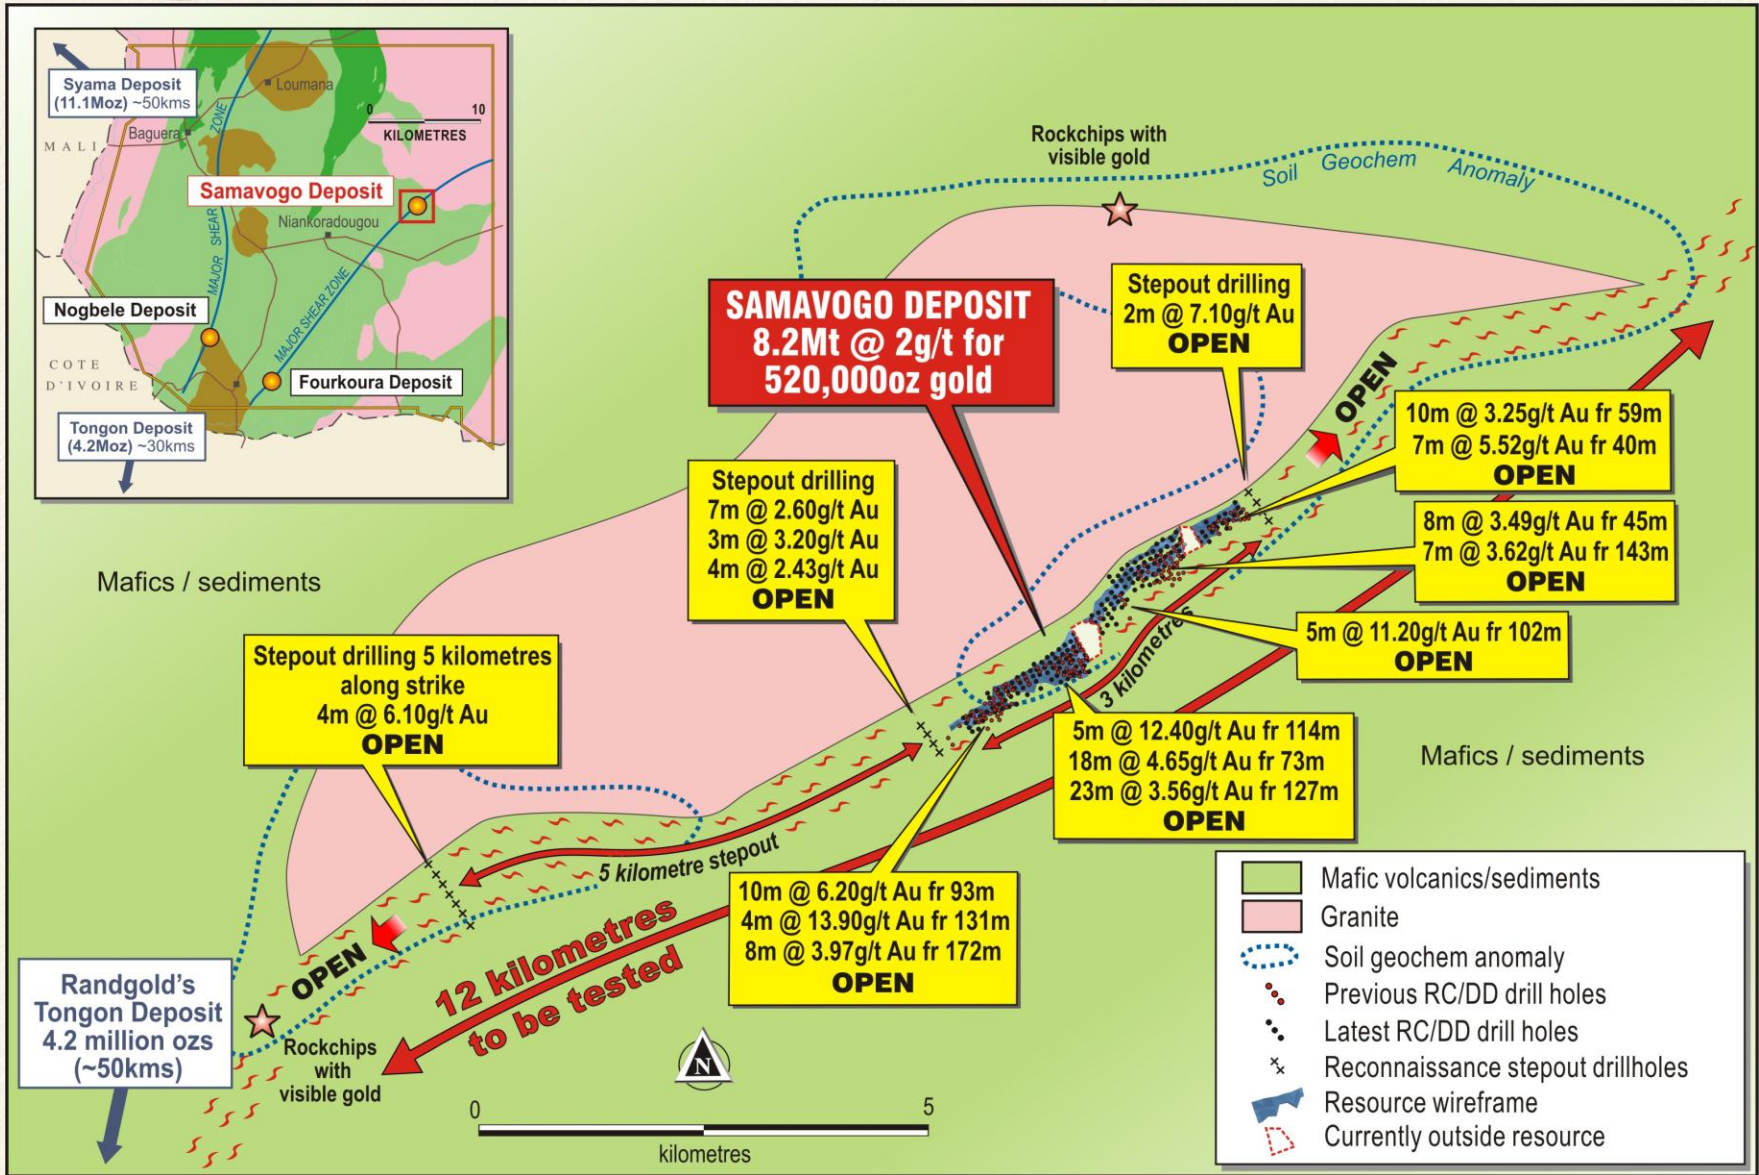 Syama Deposit
(11.1Moz) ~50kms
Loumana
0 10
KILOMETRES
Baguera
MALI
ZONE
MAJOR SHEAR
Samavogo Deposit
Niankoradougou
Nogbele Deposit
MAJOR SHEAR ZONE
COTE
D'IVOIRE
Fourkoura Deposit
Tongon Deposit
(4.2Moz) ~30kms
Rockchips with
visible gold
Soil Geochem Anomaly
SAMAVOGO DEPOSIT
8.2Mt @ 2g/t for
520,000oz gold
Stepout drilling
2m @ 7.10g/t Au
OPEN
OPEN
10m @ 3.25g/t Au fr 59m
7m @ 5.52g/t Au fr 40m
OPEN
Stepout drilling
7m @ 2.60g/t Au
3m @ 3.20g/t Au
4m @ 2.43g/t Au
OPEN
8m @ 3.49g/t Au fr 45m
7m @ 3.62g/t Au fr 143m
OPEN
Mafics / sediments
5m @ 11.20g/t Au fr 102m
OPEN
Stepout drilling 5 kilometres
along strike
4m @ 6.10g/t Au
OPEN
3 kilometres
5m @ 12.40g/t Au fr 114m
18m @ 4.65g/t Au fr 73m
23m @ 3.56g/t Au fr 127m
OPEN
Mafics / sediments
5 kilometre stepout
10m @ 6.20g/t Au fr 93m
4m @ 13.90g/t Au fr 131m
8m @ 3.97g/t Au fr 172m
OPEN
OPEN
12 kilometres
to be tested
Randgold's
Tongon Deposit
4.2 million ozs
(~50kms)
Rockchips
with
visible gold
N
0 5
kilometres
Mafic volcanics/sediments
Granite
Soil geochem anomaly
Previous RC/DD drill holes
Latest RC/DD drill holes
Reconnaissance stepout drillholes
Resource wireframe
Currently outside resource